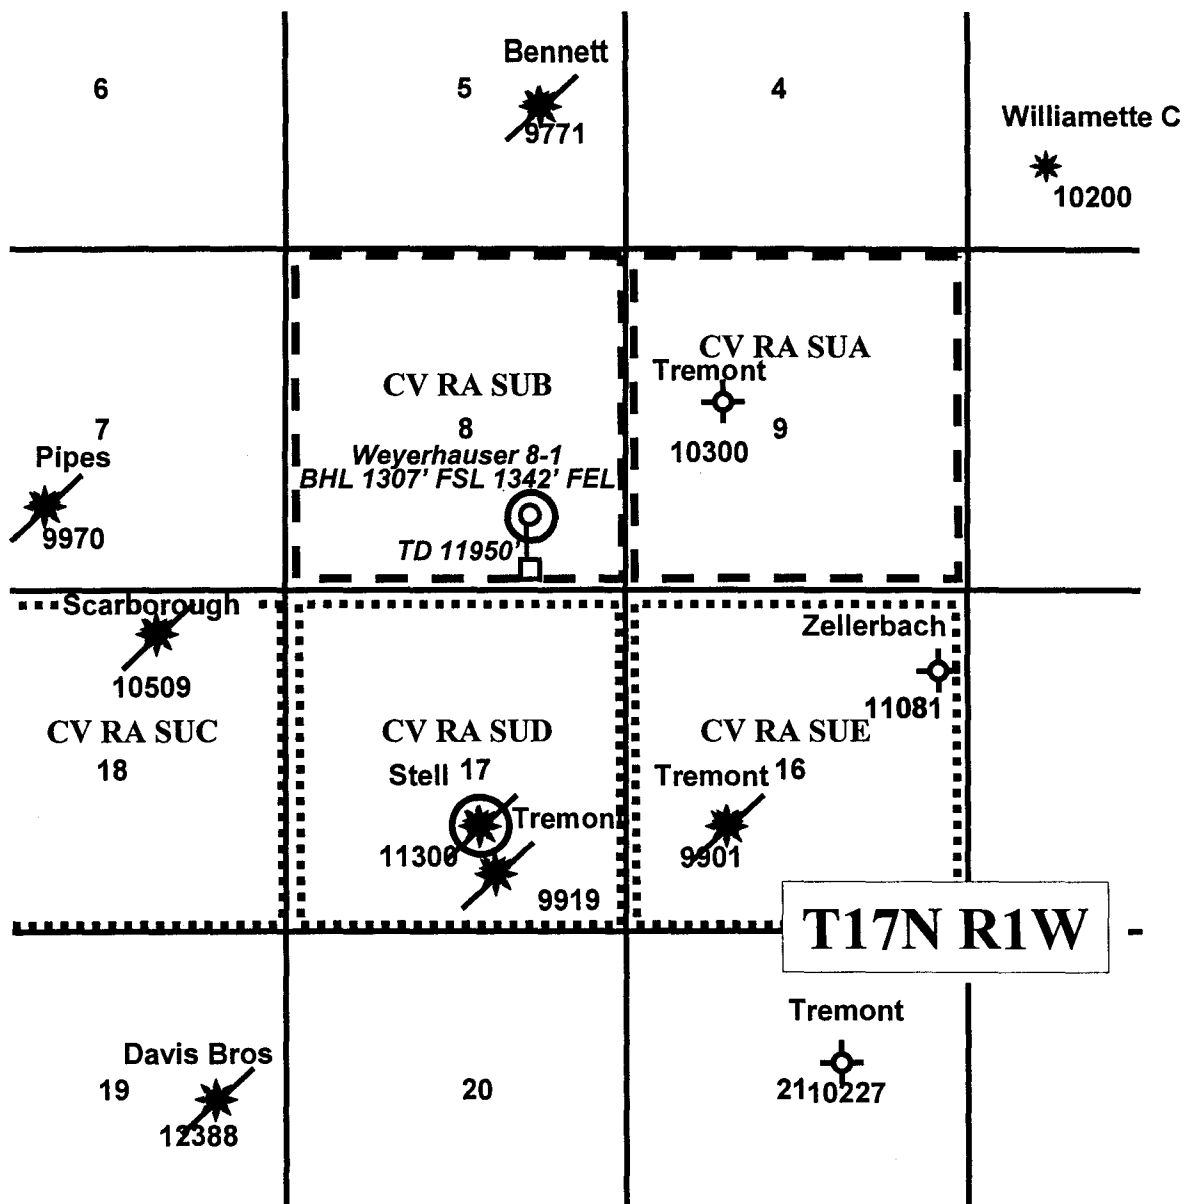 Bennett
6
5
4
9771
Williamette C
10200
CV RA SUA
Tremont
CV RA SUB
7
8
9
10300
Pipes
Weyerhauser 8-1
BHL 1307' FSL 1342' FEL
9970
TD 11950'
Scarborough
Zellerbach
10509
11081
CV RA SUC
CV RA SUD
CV RA SUE
18
Stell 17
Tremont 16
Tremont
11300
9901
9919
T17N R1W
Tremont
Davis Bros
19
20
21
10227
12388